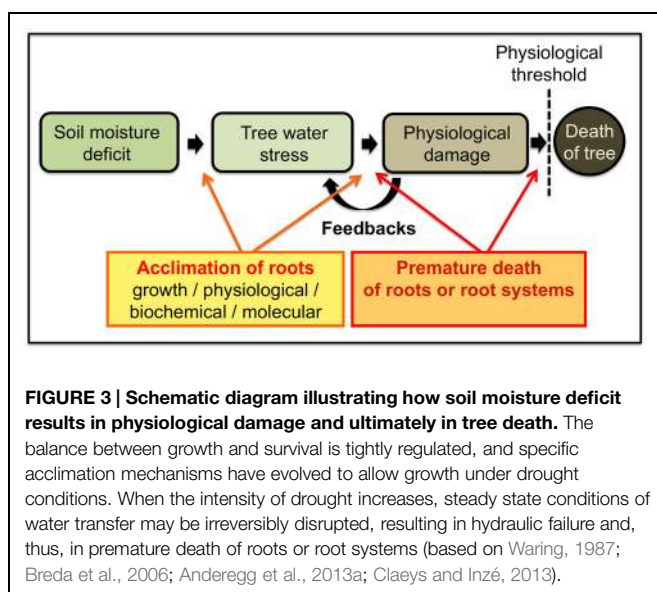 Physiological
threshold
Soil moisture
deficit
Tree water
stress
Physiological
damage
Death
of tree
Feedbacks
Acclimation of roots
growth / physiological /
biochemical / molecular
Premature death
of roots or root systems
FIGURE 3 | Schematic diagram illustrating how soil moisture deficit
results in physiological damage and ultimately in tree death. The
balance between growth and survival is tightly regulated, and specific
acclimation mechanisms have evolved to allow growth under drought
conditions. When the intensity of drought increases, steady state conditions of
water transfer may be irreversibly disrupted, resulting in hydraulic failure and,
thus, in premature death of roots or root systems (based on Waring, 1987;
Breda et al., 2006; Anderegg et al., 2013a; Claeys and Inzé, 2013).